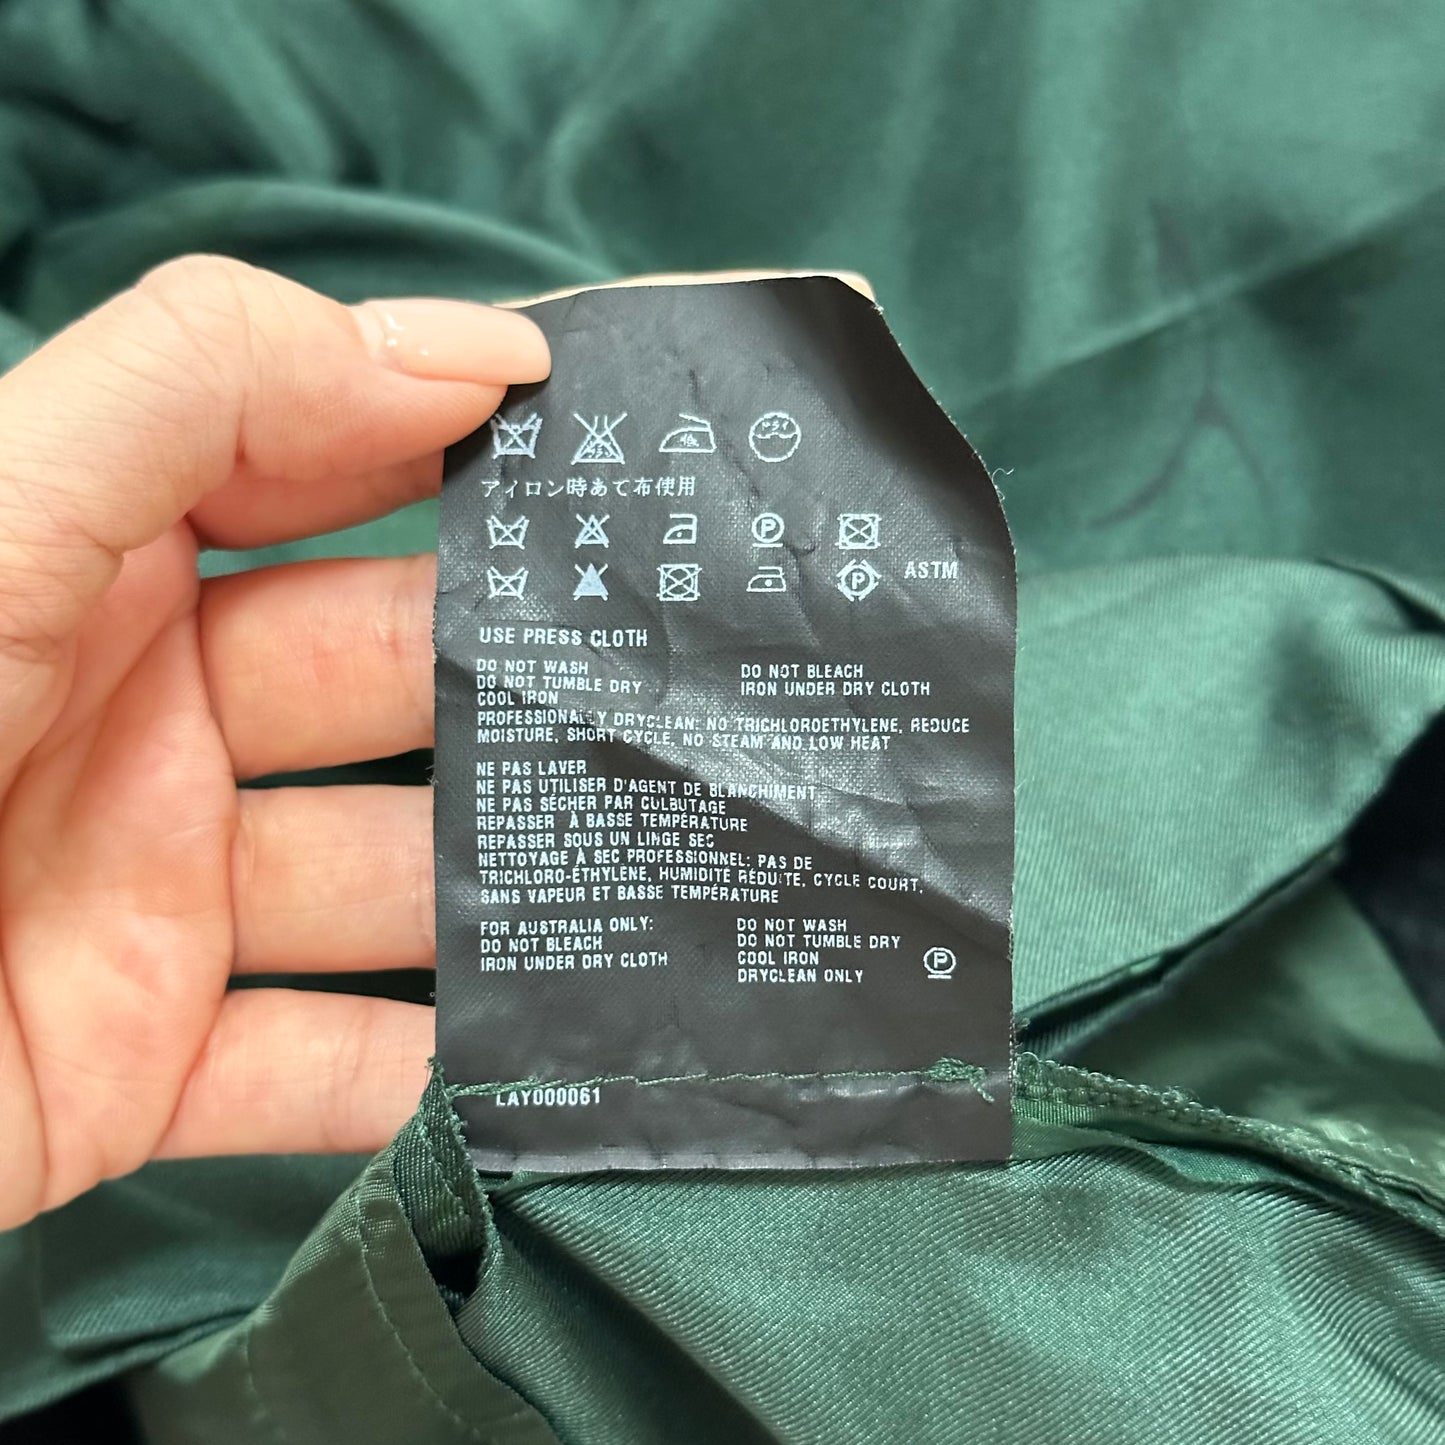 低
ドライ
アイロン時あて布使用
P
P ASTM
USE PRESS CLOTH
DO NOT WASH
DO NOT TUMBLE DRY
COOL IRON
DO NOT BLEACH
IRON UNDER DRY CLOTH
PROFESSIONALLY DRYCLEAN: NO TRICHLOROETHYLENE, REDUCE
MOISTURE, SHORT CYCLE, NO STEAM AND LOW HEAT
NE PAS LAVER
NE PAS UTILISER D'AGENT DE BLANCHIMENT
NE PAS SÉCHER PAR CULBUTAGE
REPASSER À BASSE TEMPÉRATURE
REPASSER SOUS UN LINGE SEC
NETTOYAGE À SEC PROFESSIONNEL: PAS DE
TRICHLORO-ÉTHYLÈNE, HUMIDITÉ RÉDUITE, CYCLE COURT,
SANS VAPEUR ET BASSE TEMPÉRATURE
FOR AUSTRALIA ONLY:
DO NOT BLEACH
IRON UNDER DRY CLOTH
DO NOT WASH
DO NOT TUMBLE DRY
COOL IRON
DRYCLEAN ONLY
P
LAY000061